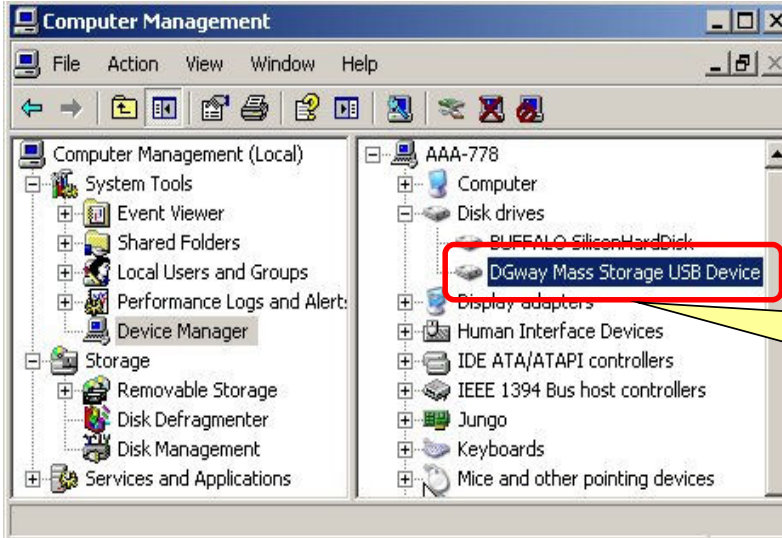 Computer Management
File Action View Window Help
Computer Management (Local)
System Tools
Event Viewer
Shared Folders
Local Users and Groups
Performance Logs and Alert
Device Manager
Storage
Removable Storage
Disk Defragmenter
Disk Management
Services and Applications
AAA-778
Computer
Disk drives
BUFFALO SiliconHardDisk
DGway Mass Storage USB Device
Display adapters
Human Interface Devices
IDE ATA/ATAPI controllers
IEEE 1394 Bus host controllers
Jungo
Keyboards
Mice and other pointing devices